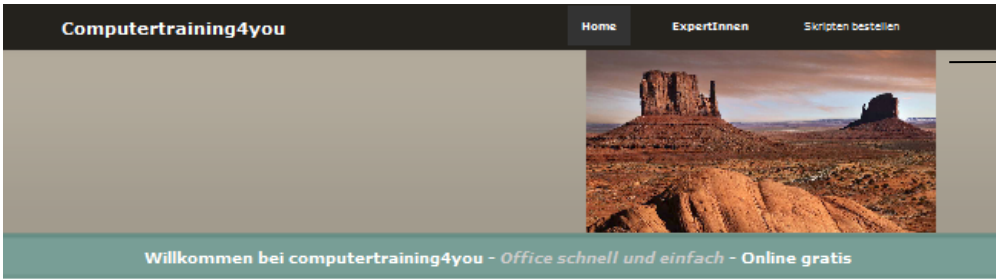 Computertraining4you
Home ExpertInnen Skripten bestellen
Willkommen bei computertraining4you - Office schnell und einfach - Online gratis